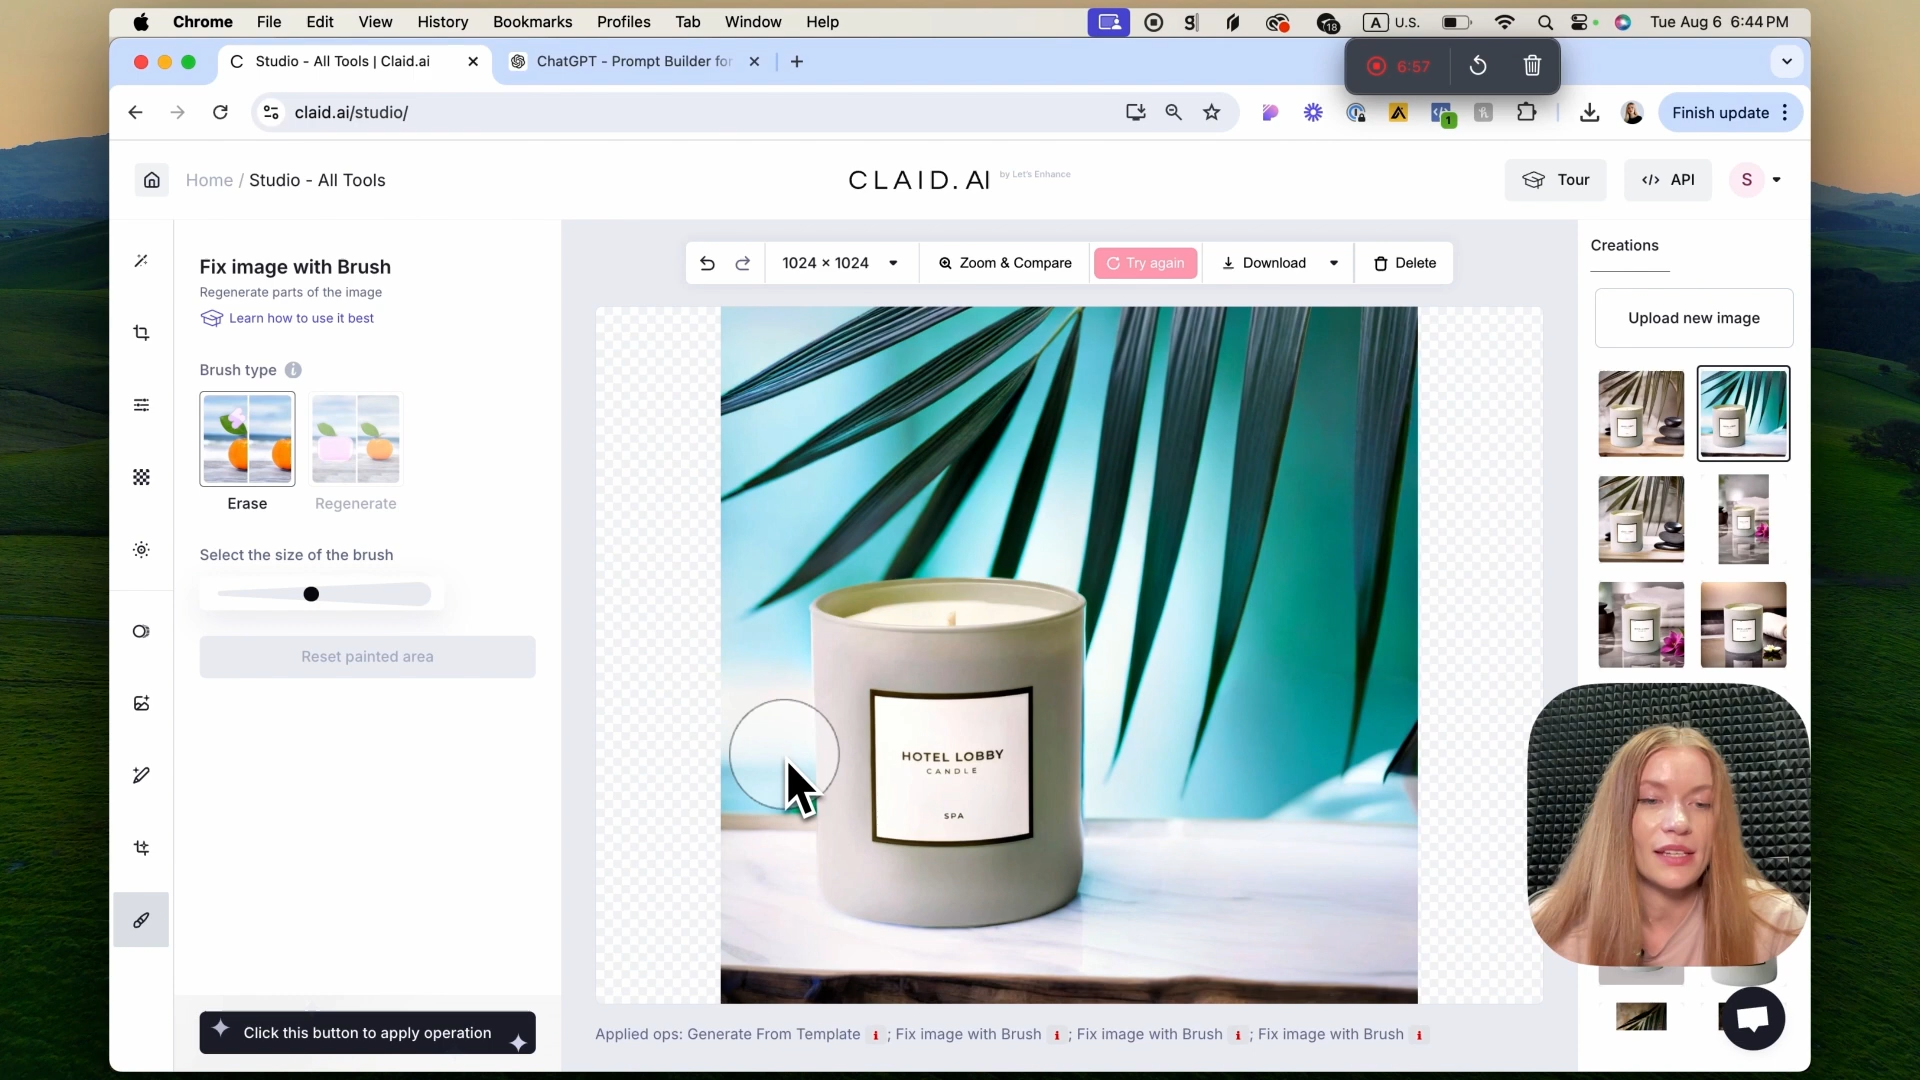 Chrome File Edit View History Bookmarks Profiles Tab Window Help
18
A U.S.
Tue Aug 6 6:44 PM
Studio - All Tools | Claid.ai
ChatGPT - Prompt Builder for
6:57
claid.ai/studio/
1
Finish update
Home / Studio - All Tools
CLAID.AI by Let's Enhance
Tour
API
S
Fix image with Brush
Regenerate parts of the image
Learn how to use it best
Brush type
Erase
Regenerate
Select the size of the brush
Reset painted area
Click this button to apply operation
1024 × 1024
Zoom & Compare
Try again
Download
Delete
HOTEL LOBBY
CANDLE
SPA
Applied ops: Generate From Template i ; Fix image with Brush i ; Fix image with Brush i ; Fix image with Brush i
Creations
Upload new image